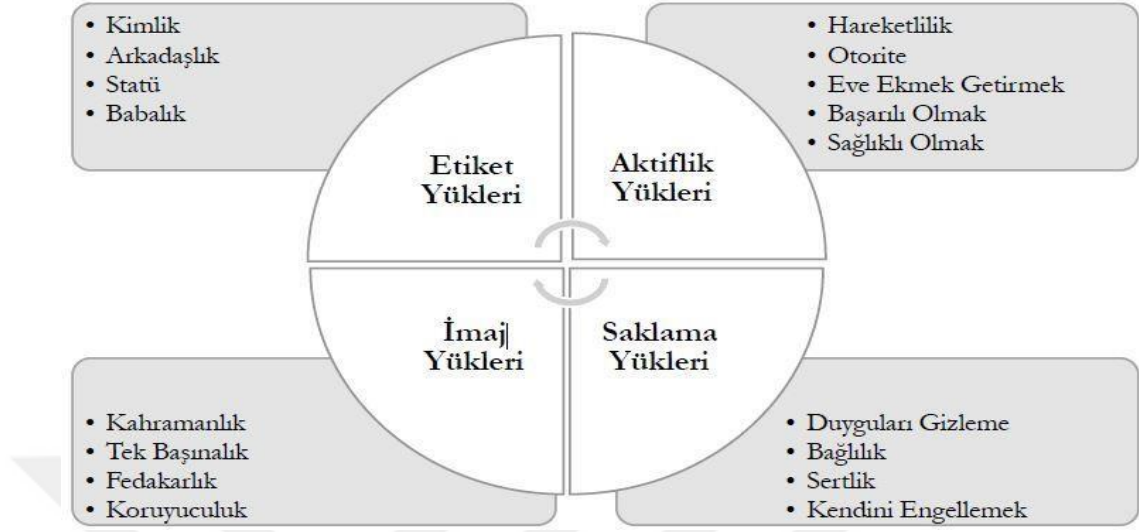 • Kimlik
• Arkadaşlık
• Statü
• Babalık
• Hareketlilik
• Otorite
• Eve Ekmek Getirmek
• Başarılı Olmak
• Sağlıklı Olmak
Etiket
Yükleri
Aktiflik
Yükleri
İmaj
Yükleri
Saklama
Yükleri
• Kahramanlık
• Tek Başınalık
• Fedakarlık
• Koruyuculuk
• Duyguları Gizleme
• Bağlılık
• Sertlik
• Kendini Engellemek